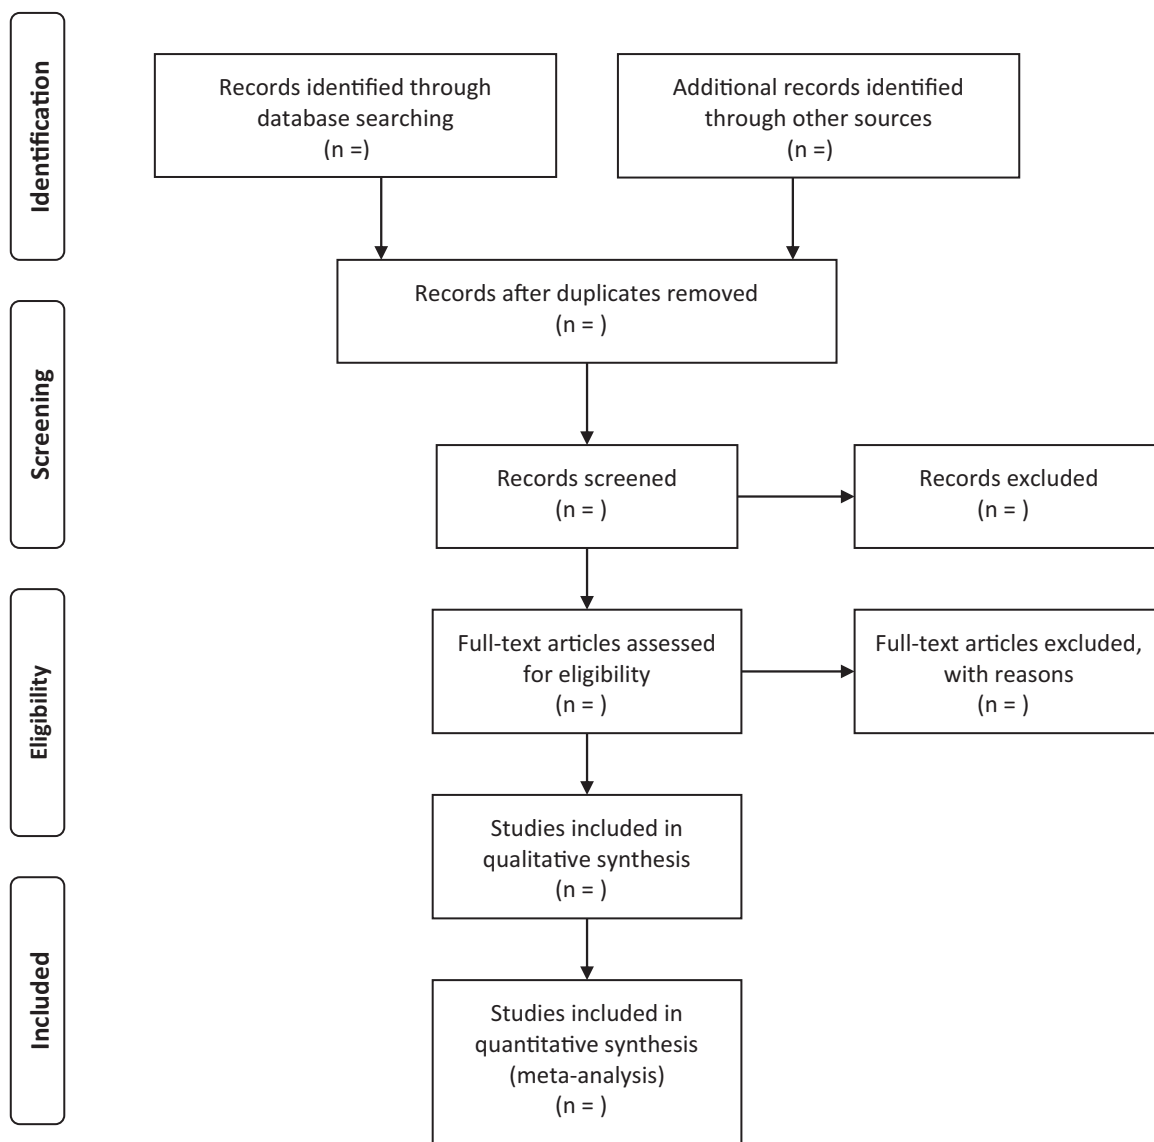 Identification
Records identified through
database searching
(n =)
Additional records identified
through other sources
(n =)
Records after duplicates removed
(n = )
Screening
Records screened
(n = )
Records excluded
(n = )
Eligibility
Full-text articles assessed
for eligibility
(n = )
Full-text articles excluded,
with reasons
(n = )
Studies included in
qualitative synthesis
(n = )
Included
Studies included in
quantitative synthesis
(meta-analysis)
(n = )